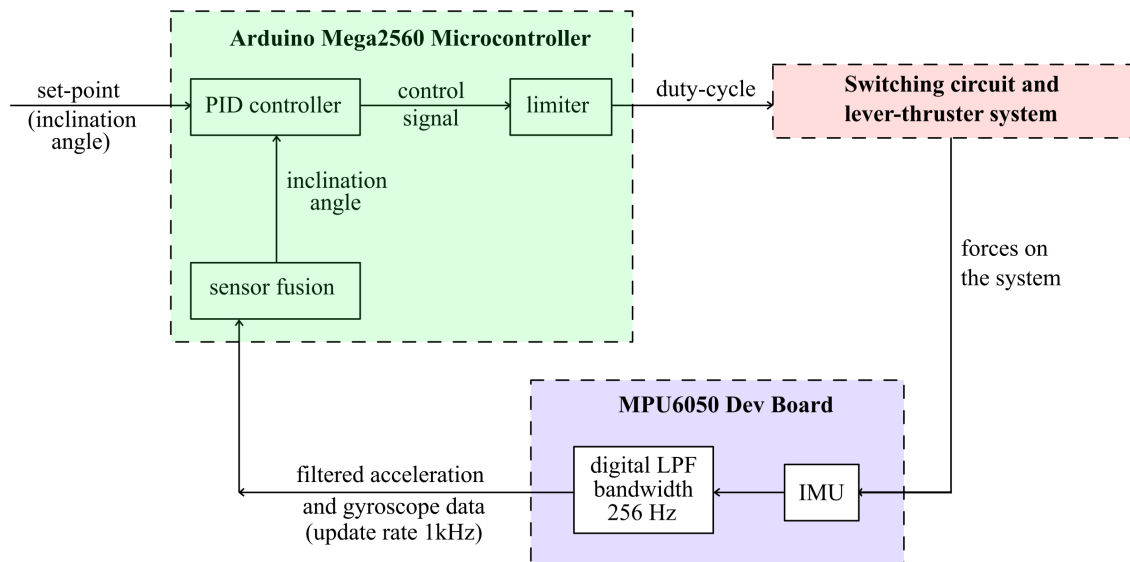 Arduino Mega2560 Microcontroller
set-point
(inclination
angle)
PID controller
control
signal
limiter
duty-cycle
Switching circuit and
lever-thruster system
inclination
angle
sensor fusion
forces on
the system
MPU6050 Dev Board
filtered acceleration
and gyroscope data
(update rate 1kHz)
digital LPF
bandwidth
256 Hz
IMU